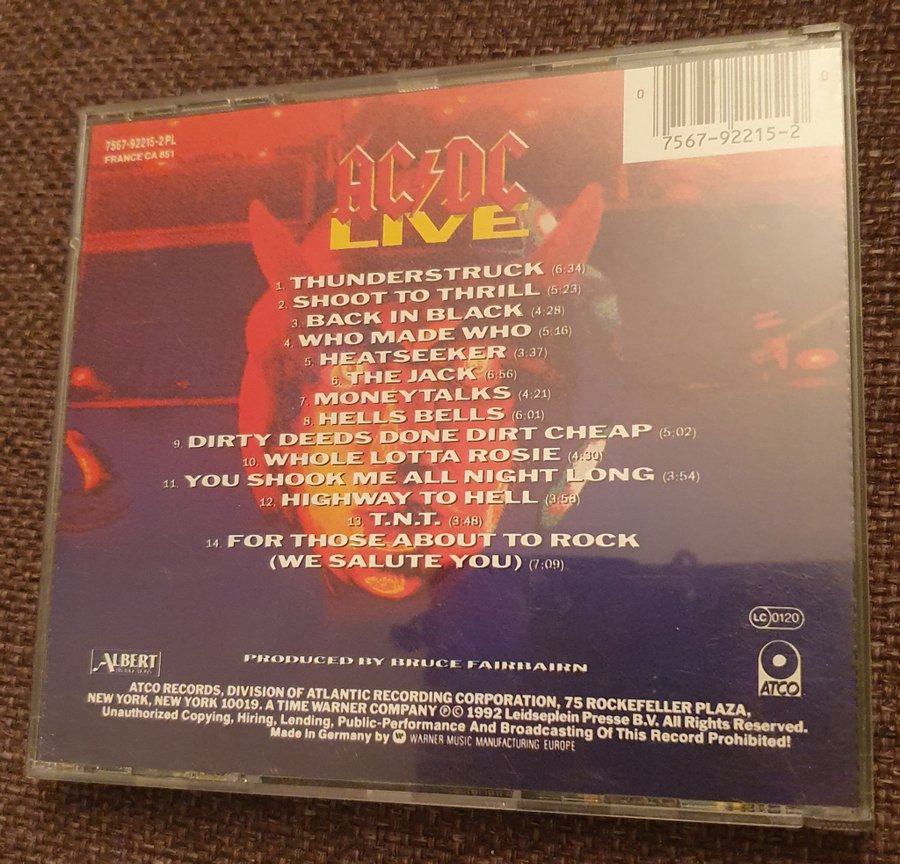 7567-92215-2 PL
FRANCE CA 851
0 0
7567-92215-2
AC/DC
LIVE
1. THUNDERSTRUCK (6:34)
2. SHOOT TO THRILL (5:23)
3. BACK IN BLACK (4:28)
4. WHO MADE WHO (5:16)
5. HEATSEEKER (3:37)
6. THE JACK (6:56)
7. MONEYTALKS (4:21)
8. HELLS BELLS (6:01)
9. DIRTY DEEDS DONE DIRT CHEAP (5:02)
10. WHOLE LOTTA ROSIE (4:30)
11. YOU SHOOK ME ALL NIGHT LONG (3:54)
12. HIGHWAY TO HELL (3:58)
13. T.N.T. (3:48)
14. FOR THOSE ABOUT TO ROCK
(WE SALUTE YOU) (7:09)
LC 0120
ALBERT
PRODUCTIONS
PRODUCED BY BRUCE FAIRBAIRN
ATCO
ATCO RECORDS, DIVISION OF ATLANTIC RECORDING CORPORATION, 75 ROCKEFELLER PLAZA,
NEW YORK, NEW YORK 10019. A TIME WARNER COMPANY ℗© 1992 Leidseplein Presse B.V. All Rights Reserved.
Unauthorized Copying, Hiring, Lending, Public-Performance And Broadcasting Of This Record Prohibited!
Made in Germany by W WARNER MUSIC MANUFACTURING EUROPE